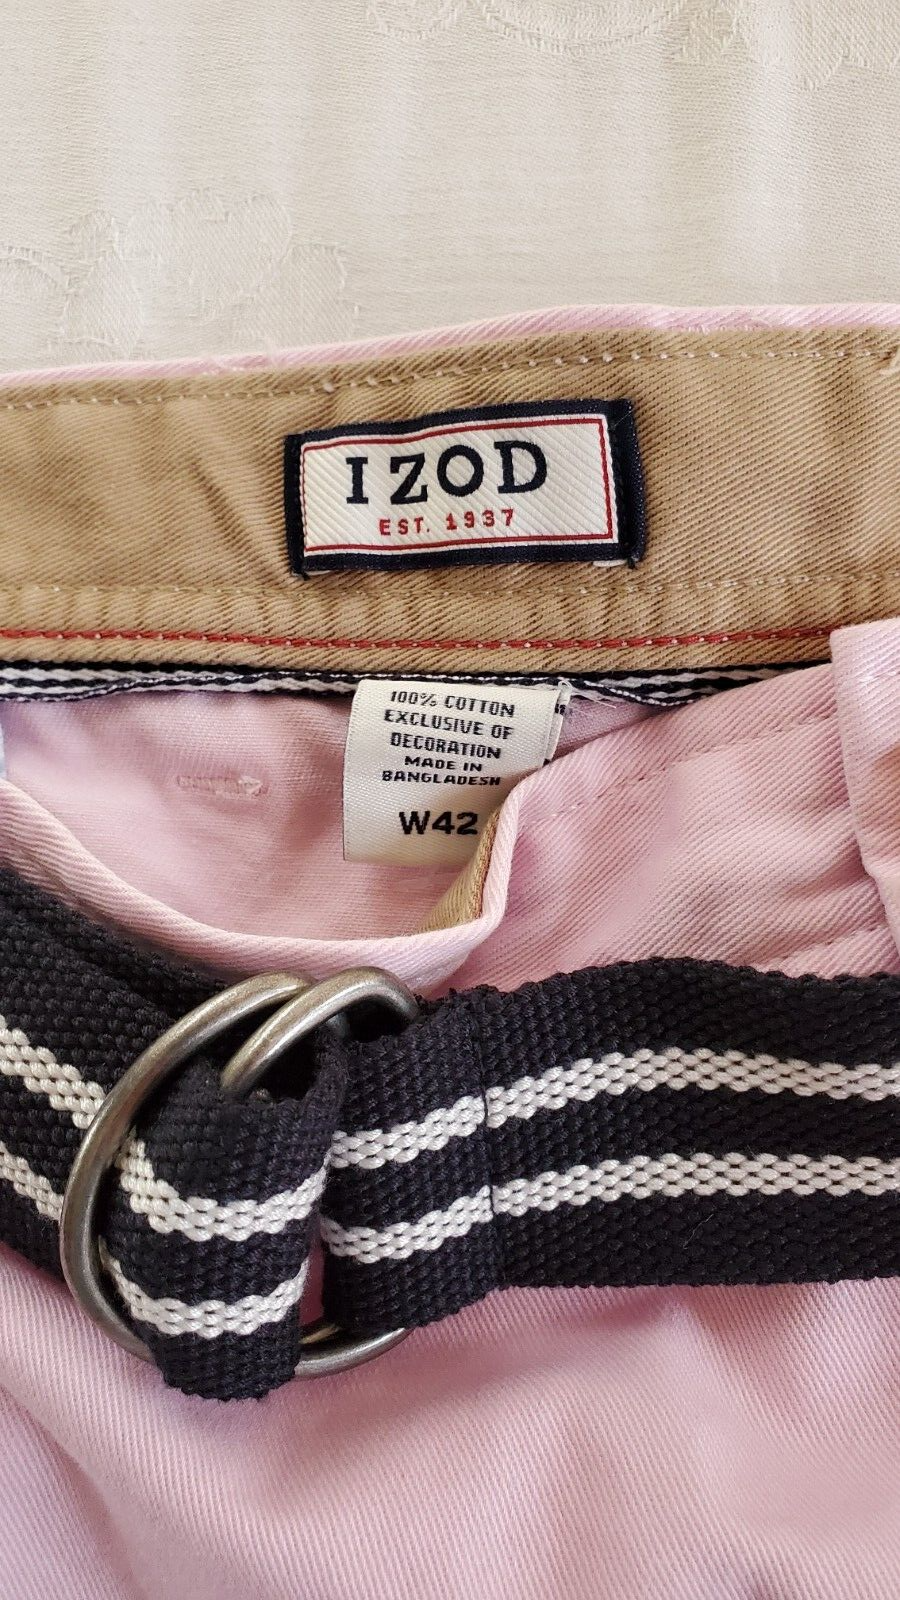 IZOD
EST. 1937
100% COTTON
EXCLUSIVE OF
DECORATION
MADE IN
BANGLADESH
W42